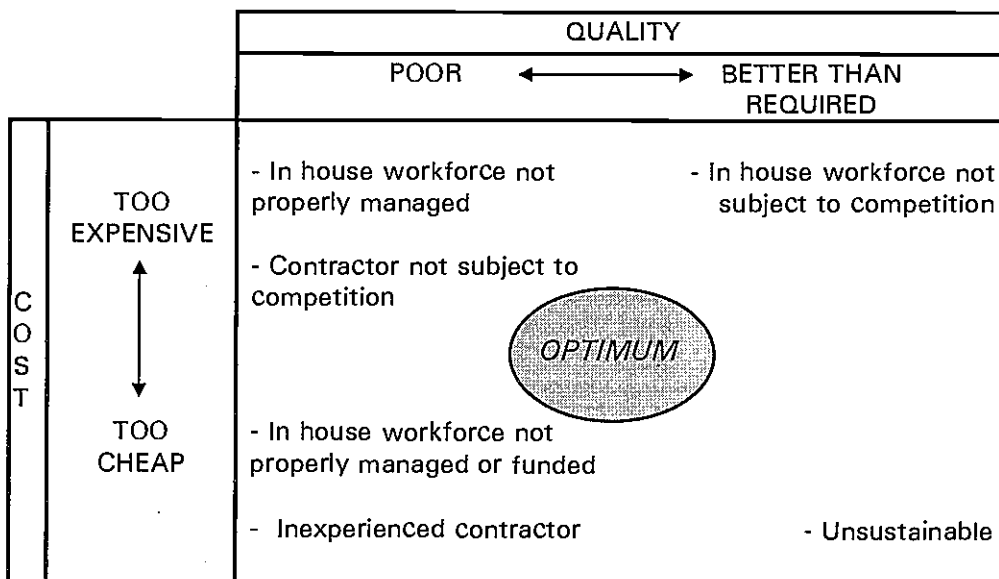 QUALITY
POOR
BETTER THAN
REQUIRED
COST
TOO
EXPENSIVE
- In house workforce not
properly managed
- In house workforce not
subject to competition
- Contractor not subject to
competition
OPTIMUM
TOO
CHEAP
- In house workforce not
properly managed or funded
- Inexperienced contractor
- Unsustainable